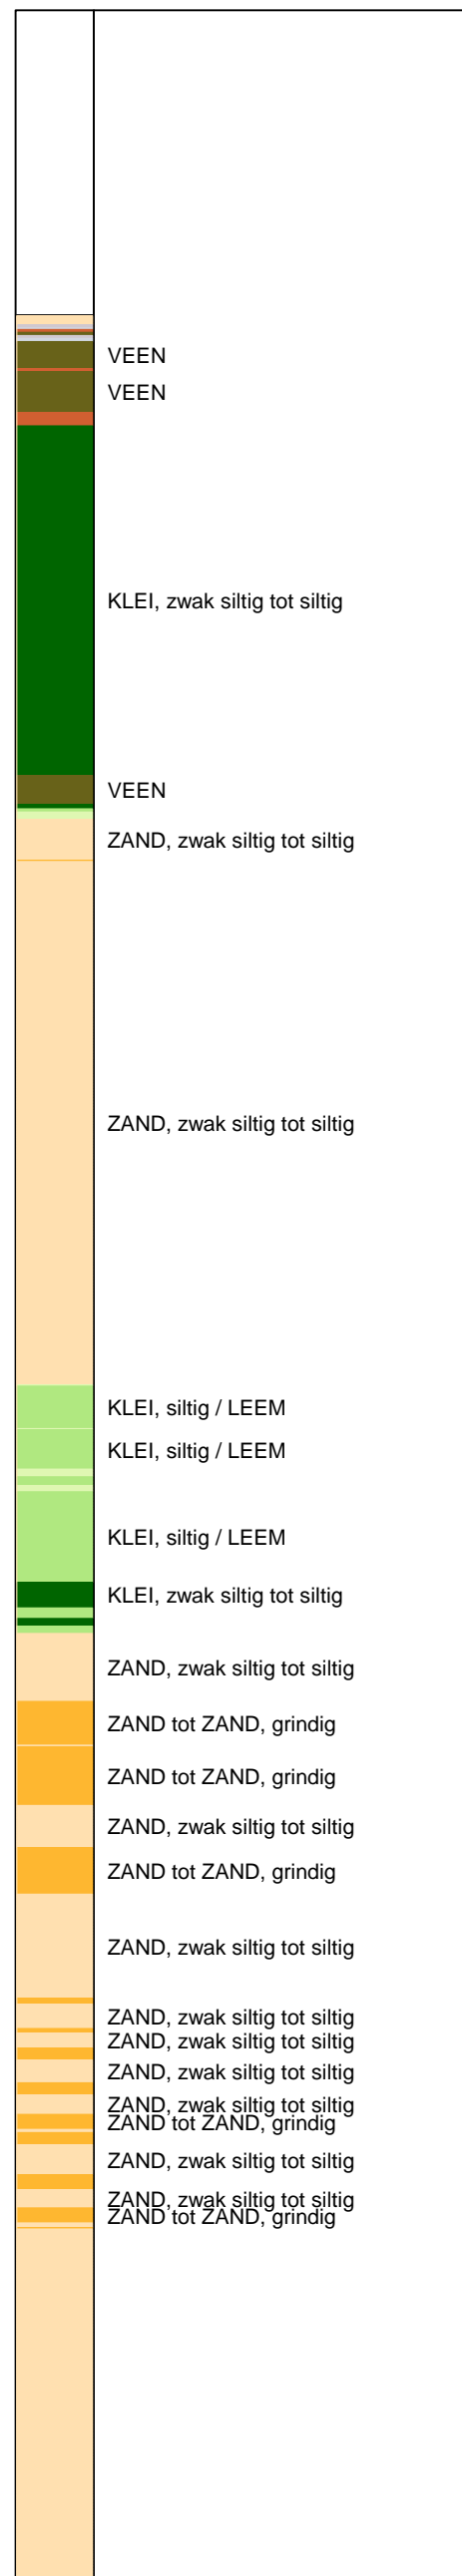 VEEN
VEEN
KLEI, zwak siltig tot siltig
VEEN
ZAND, zwak siltig tot siltig
ZAND, zwak siltig tot siltig
KLEI, siltig / LEEM
KLEI, siltig / LEEM
KLEI, siltig / LEEM
KLEI, zwak siltig tot siltig
ZAND, zwak siltig tot siltig
ZAND tot ZAND, grindig
ZAND tot ZAND, grindig
ZAND, zwak siltig tot siltig
ZAND tot ZAND, grindig
ZAND, zwak siltig tot siltig
ZAND, zwak siltig tot siltig
ZAND, zwak siltig tot siltig
ZAND, zwak siltig tot siltig
ZAND, zwak siltig tot siltig
ZAND tot ZAND, grindig
ZAND, zwak siltig tot siltig
ZAND, zwak siltig tot siltig
ZAND tot ZAND, grindig